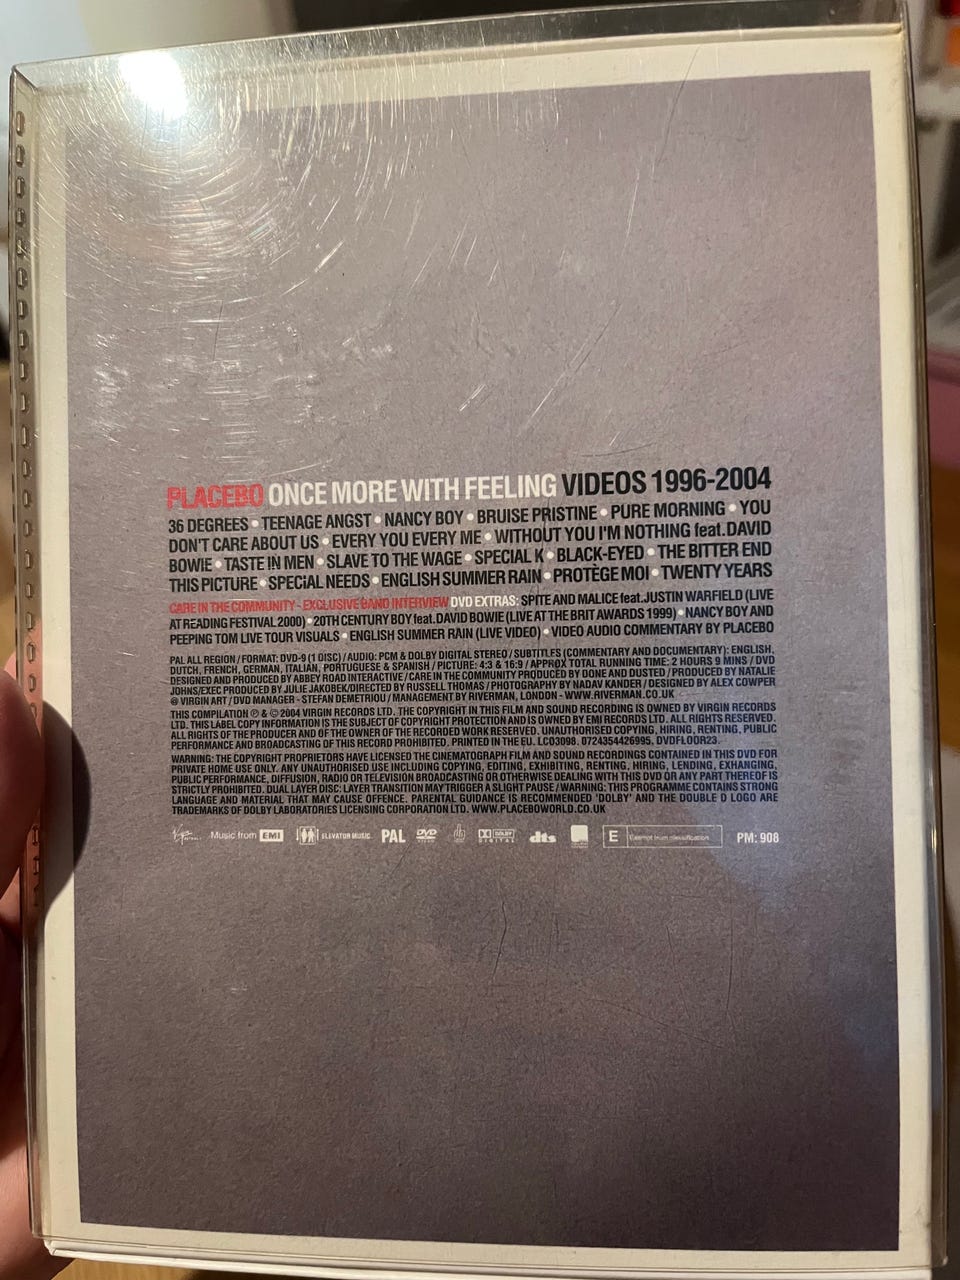 PLACEBO ONCE MORE WITH FEELING VIDEOS 1996-2004
36 DEGREES • TEENAGE ANGST • NANCY BOY • BRUISE PRISTINE • PURE MORNING • YOU
DON'T CARE ABOUT US • EVERY YOU EVERY ME • WITHOUT YOU I'M NOTHING feat.DAVID
BOWIE • TASTE IN MEN • SLAVE TO THE WAGE • SPECIAL K • BLACK-EYED • THE BITTER END
THIS PICTURE • SPECIAL NEEDS • ENGLISH SUMMER RAIN • PROTÈGE MOI • TWENTY YEARS
CARE IN THE COMMUNITY - EXCLUSIVE BAND INTERVIEW DVD EXTRAS: SPITE AND MALICE feat.JUSTIN WARFIELD (LIVE
AT READING FESTIVAL 2000) • 20TH CENTURY BOY feat.DAVID BOWIE (LIVE AT THE BRIT AWARDS 1999) • NANCY BOY AND
PEEPING TOM LIVE TOUR VISUALS • ENGLISH SUMMER RAIN (LIVE VIDEO) • VIDEO AUDIO COMMENTARY BY PLACEBO
PAL ALL REGION / FORMAT: DVD-9 (1 DISC) / AUDIO: PCM & DOLBY DIGITAL STEREO / SUBTITLES (COMMENTARY AND DOCUMENTARY): ENGLISH,
DUTCH, FRENCH, GERMAN, ITALIAN, PORTUGUESE & SPANISH / PICTURE: 4:3 & 16:9 / APPROX TOTAL RUNNING TIME: 2 HOURS 9 MINS / DVD
DESIGNED AND PRODUCED BY ABBEY ROAD INTERACTIVE / CARE IN THE COMMUNITY PRODUCED BY DONE AND DUSTED / PRODUCED BY NATALIE
JOHNS/EXEC PRODUCED BY JULIE JAKOBEK/DIRECTED BY RUSSELL THOMAS / PHOTOGRAPHY BY NADAV KANDER / DESIGNED BY ALEX COWPER
@ VIRGIN ART / DVD MANAGER - STEFAN DEMETRIOU / MANAGEMENT BY RIVERMAN, LONDON - WWW.RIVERMAN.CO.UK
THIS COMPILATION ℗ & © 2004 VIRGIN RECORDS LTD. THE COPYRIGHT IN THIS FILM AND SOUND RECORDING IS OWNED BY VIRGIN RECORDS
LTD. THIS LABEL COPY INFORMATION IS THE SUBJECT OF COPYRIGHT PROTECTION AND IS OWNED BY EMI RECORDS LTD. ALL RIGHTS RESERVED.
ALL RIGHTS OF THE PRODUCER AND OF THE OWNER OF THE RECORDED WORK RESERVED. UNAUTHORISED COPYING, HIRING, RENTING, PUBLIC
PERFORMANCE AND BROADCASTING OF THIS RECORD PROHIBITED. PRINTED IN THE EU. LC03098. 0724354426995. DVDFLOOR23.
WARNING: THE COPYRIGHT PROPRIETORS HAVE LICENSED THE CINEMATOGRAPH FILM AND SOUND RECORDINGS CONTAINED IN THIS DVD FOR
PRIVATE HOME USE ONLY. ANY UNAUTHORISED USE INCLUDING COPYING, EDITING, EXHIBITING, RENTING, HIRING, LENDING, EXHANGING,
PUBLIC PERFORMANCE, DIFFUSION, RADIO OR TELEVISION BROADCASTING OR OTHERWISE DEALING WITH THIS DVD OR ANY PART THEREOF IS
STRICTLY PROHIBITED. DUAL LAYER DISC: LAYER TRANSITION MAY TRIGGER A SLIGHT PAUSE / WARNING: THIS PROGRAMME CONTAINS STRONG
LANGUAGE AND MATERIAL THAT MAY CAUSE OFFENCE. PARENTAL GUIDANCE IS RECOMMENDED 'DOLBY' AND THE DOUBLE D LOGO ARE
TRADEMARKS OF DOLBY LABORATORIES LICENSING CORPORATION LTD. WWW.PLACEBOWORLD.CO.UK
Virgin Music from EMI ELEVATOR MUSIC PAL DVD VIDEO DOLBY DIGITAL dts E Exempt from classification PM: 908